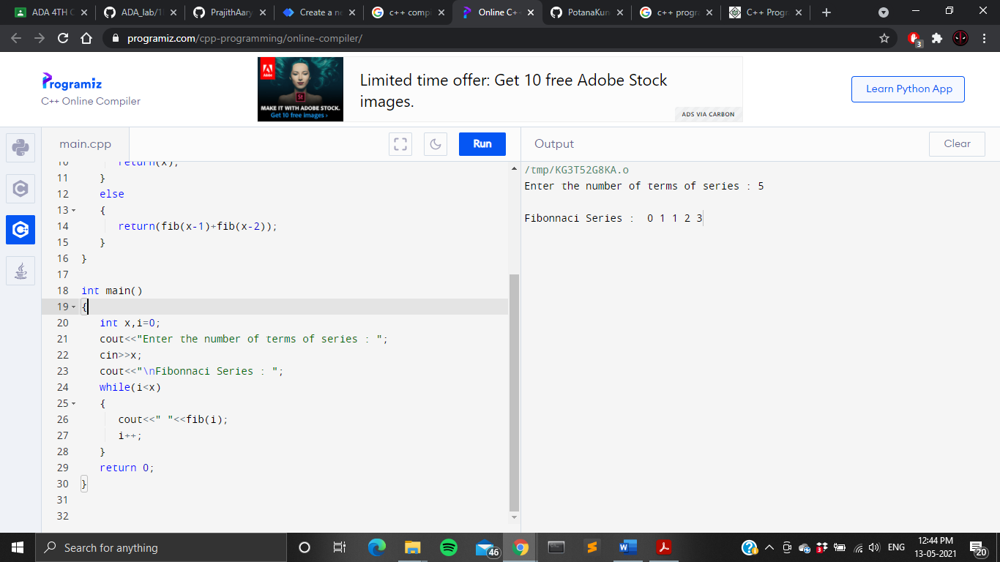 ADA 4TH C
ADA_lab/1
PrajithAary
Create a ne
c++ comp
Online C+
PotanaKun
c++ progra
C++ Progr
programiz.com/cpp-programming/online-compiler/
3
Programiz
C++ Online Compiler
Adobe
St
MAKE IT WITH ADOBE STOCK.
Get 10 free images ›
Limited time offer: Get 10 free Adobe Stock
images.
ADS VIA CARBON
Learn Python App
main.cpp
Run
Output
Clear
10 return(x);
11 }
12 else
13 {
14 return(fib(x-1)+fib(x-2));
15 }
16 }
17
18 int main()
19 {
20 int x,i=0;
21 cout<<"Enter the number of terms of series : ";
22 cin>>x;
23 cout<<"\nFibonnaci Series : ";
24 while(i<x)
25 {
26 cout<<" "<<fib(i);
27 i++;
28 }
29 return 0;
30 }
31
32
/tmp/KG3T52G8KA.o
Enter the number of terms of series : 5
Fibonnaci Series :  0 1 1 2 3
Search for anything
46
3
ENG
12:44 PM
13-05-2021
20